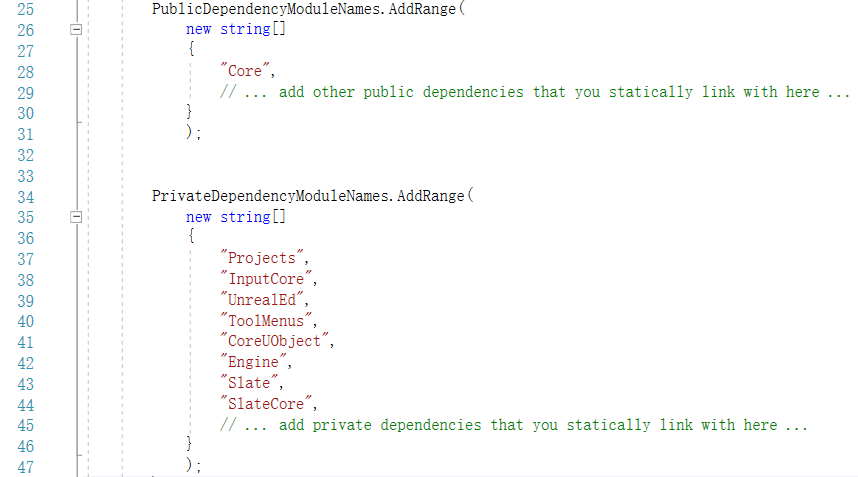 25 PublicDependencyModuleNames.AddRange(
26 new string[]
27 {
28 "Core",
29 // ... add other public dependencies that you statically link with here ...
30 }
31 );
32
33
34 PrivateDependencyModuleNames.AddRange(
35 new string[]
36 {
37 "Projects",
38 "InputCore",
39 "UnrealEd",
40 "ToolMenus",
41 "CoreUObject",
42 "Engine",
43 "Slate",
44 "SlateCore",
45 // ... add private dependencies that you statically link with here ...
46 }
47 );